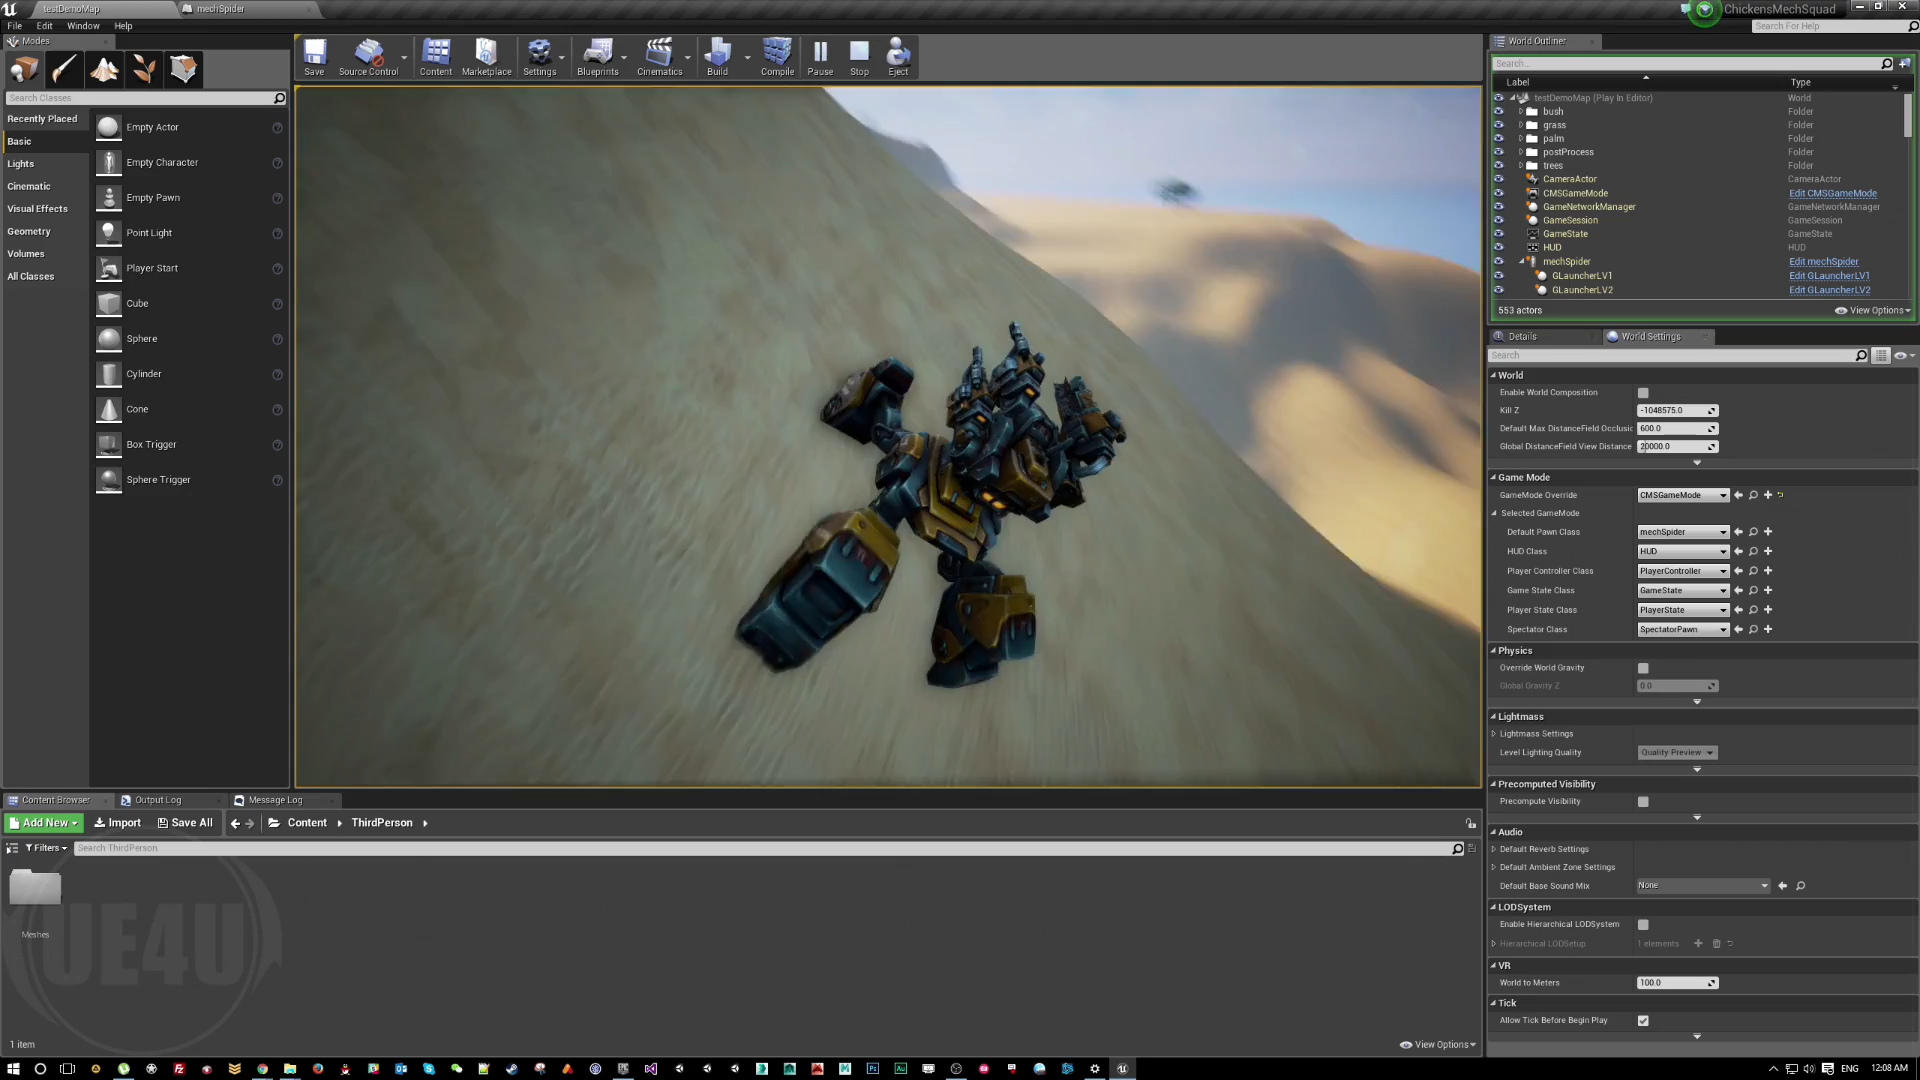 testDemoMap
mechSpider
ChickensMechSquad
File Edit Window Help
Search For Help
Modes
Search Classes
Recently Placed
Basic
Lights
Cinematic
Visual Effects
Geometry
Volumes
All Classes
Empty Actor
Empty Character
Empty Pawn
Point Light
Player Start
Cube
Sphere
Cylinder
Cone
Box Trigger
Sphere Trigger
Save Source Control Content Marketplace Settings Blueprints Cinematics Build Compile Pause Stop Eject
World Outliner
Search...
Label Type
testDemoMap (Play In Editor) World
bush Folder
grass Folder
palm Folder
postProcess Folder
trees Folder
CameraActor CameraActor
CMSGameMode Edit CMSGameMode
GameNetworkManager GameNetworkManager
GameSession GameSession
GameState GameState
HUD HUD
mechSpider Edit mechSpider
GLauncherLV1 Edit GLauncherLV1
GLauncherLV2 Edit GLauncherLV2
553 actors View Options
Details World Settings
Search
World
Enable World Composition
Kill Z -1048575.0
Default Max DistanceField Occlusic 600.0
Global DistanceField View Distance 20000.0
Game Mode
GameMode Override CMSGameMode
Selected GameMode
Default Pawn Class mechSpider
HUD Class HUD
Player Controller Class PlayerController
Game State Class GameState
Player State Class PlayerState
Spectator Class SpectatorPawn
Physics
Override World Gravity
Global Gravity Z 0.0
Lightmass
Lightmass Settings
Level Lighting Quality Quality Preview
Precomputed Visibility
Precompute Visibility
Audio
Default Reverb Settings
Default Ambient Zone Settings
Default Base Sound Mix None
LODSystem
Enable Hierarchical LODSystem
Hierarchical LODSetup 1 elements
VR
World to Meters 100.0
Tick
Allow Tick Before Begin Play
Content Browser Output Log Message Log
Add New Import Save All Content ThirdPerson
Filters Search ThirdPerson
Meshes
UE4U
1 item View Options
ENG 12:08 AM